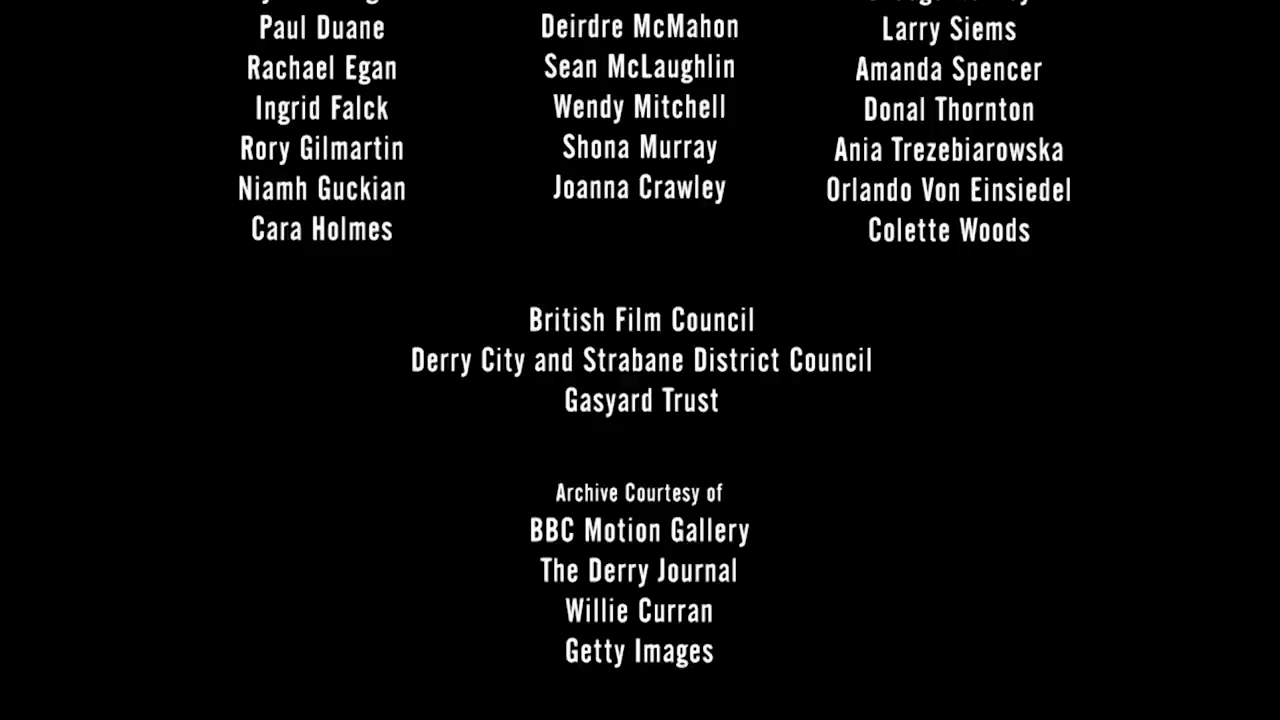 Paul Duane
Rachael Egan
Ingrid Falck
Rory Gilmartin
Niamh Guckian
Cara Holmes
Deirdre McMahon
Sean McLaughlin
Wendy Mitchell
Shona Murray
Joanna Crawley
Larry Siems
Amanda Spencer
Donal Thornton
Ania Trezebiarowska
Orlando Von Einsiedel
Colette Woods
British Film Council
Derry City and Strabane District Council
Gasyard Trust
Archive Courtesy of
BBC Motion Gallery
The Derry Journal
Willie Curran
Getty Images